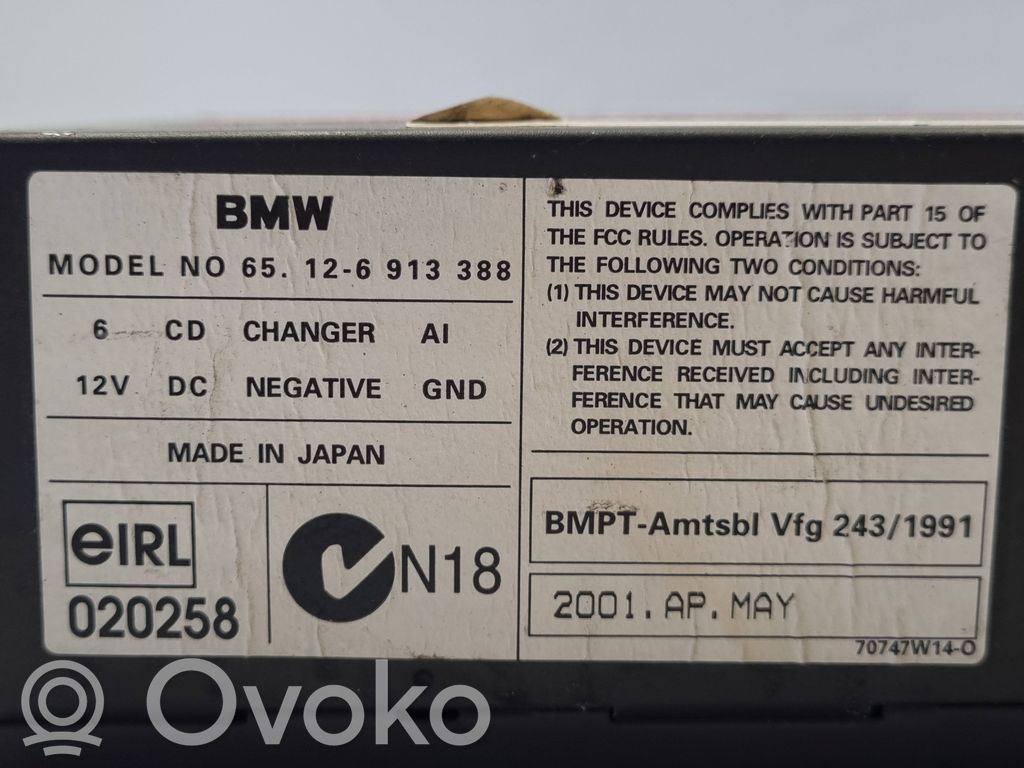 BMW
MODEL NO 65. 12-6 913 388
6 CD CHANGER AI
12V DC NEGATIVE GND
MADE IN JAPAN
eIRL
020258
N18
THIS DEVICE COMPLIES WITH PART 15 OF
THE FCC RULES. OPERATION IS SUBJECT TO
THE FOLLOWING TWO CONDITIONS:
(1) THIS DEVICE MAY NOT CAUSE HARMFUL
INTERFERENCE.
(2) THIS DEVICE MUST ACCEPT ANY INTER-
FERENCE RECEIVED INCLUDING INTER-
FERENCE THAT MAY CAUSE UNDESIRED
OPERATION.
BMPT-Amtsbl Vfg 243/1991
2001. AP. MAY
70747W14-O
Ovoko